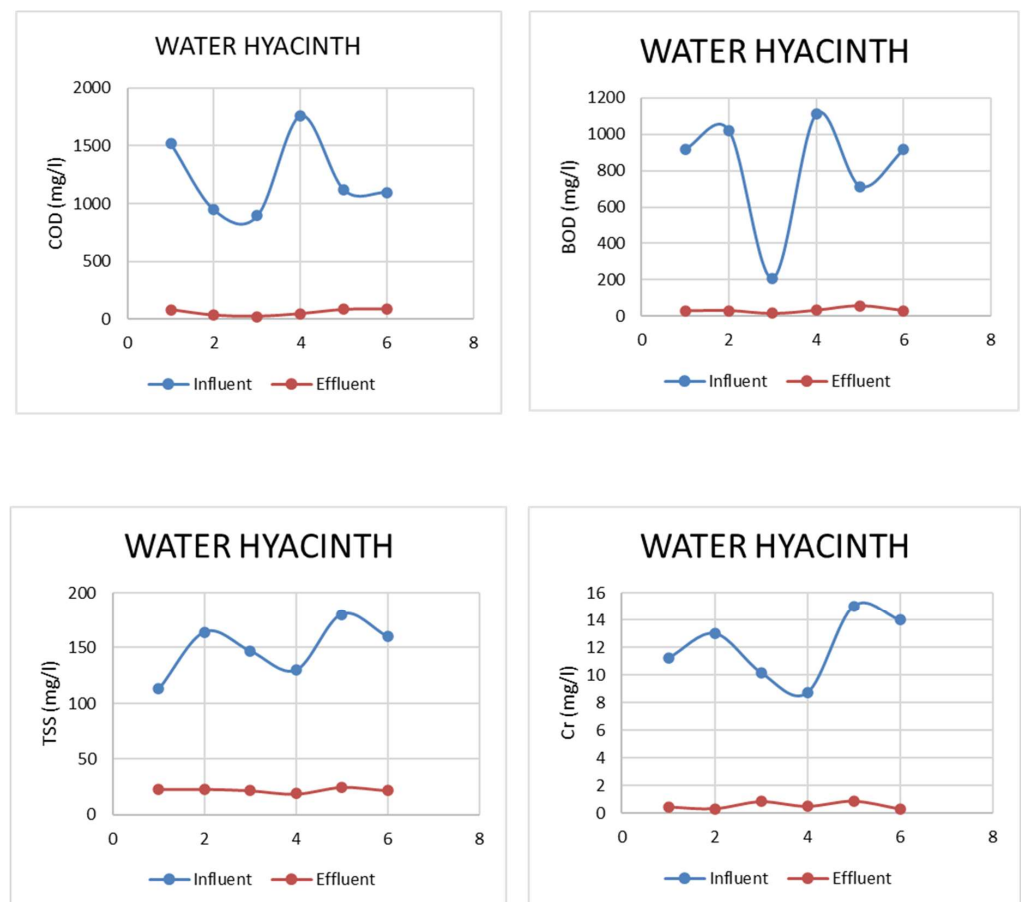 WATER HYACINTH
2000
1500
1000
500
0
COD (mg/l)
0 2 4 6 8
Influent Effluent
WATER HYACINTH
1200
1000
800
600
400
200
0
BOD (mg/l)
0 2 4 6 8
Influent Effluent
WATER HYACINTH
200
150
100
50
0
TSS (mg/l)
0 2 4 6 8
Influent Effluent
WATER HYACINTH
16
14
12
10
8
6
4
2
0
Cr (mg/l)
0 2 4 6 8
Influent Effluent